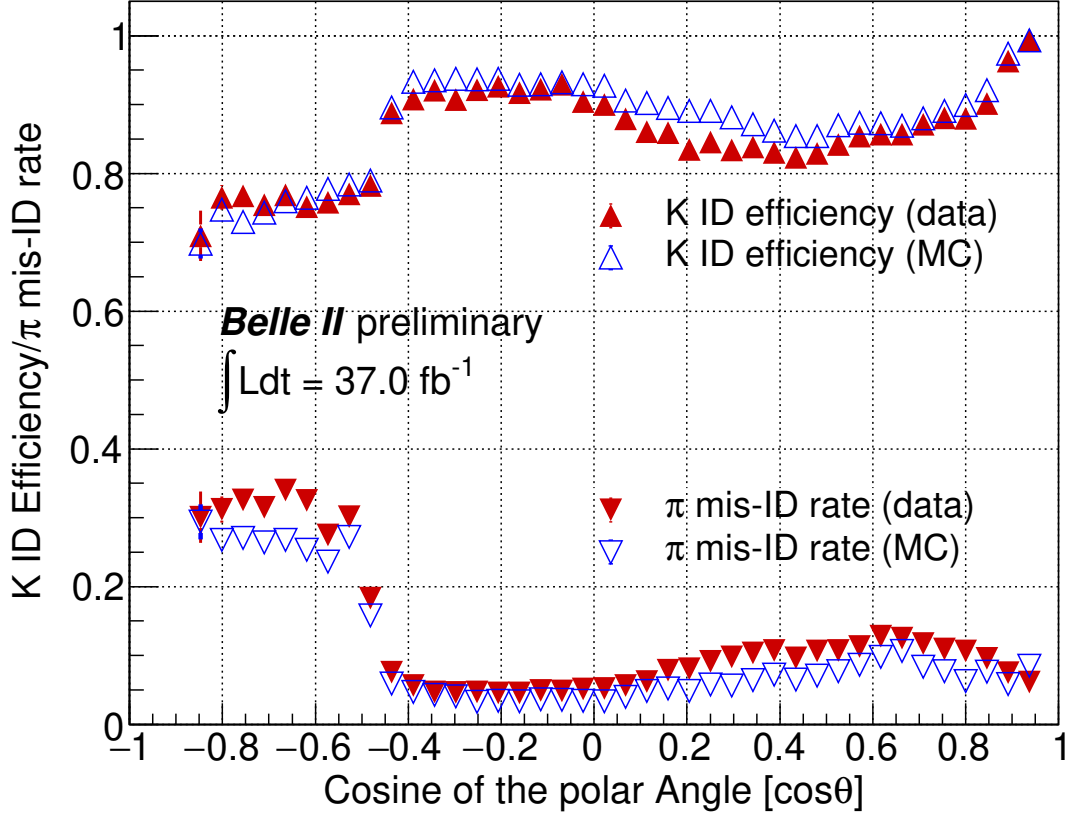 K ID Efficiency/π mis-ID rate
1
0.8
0.6
0.4
0.2
0
K ID efficiency (data)
K ID efficiency (MC)
Belle II preliminary
∫Ldt = 37.0 fb⁻¹
π mis-ID rate (data)
π mis-ID rate (MC)
−1 −0.8 −0.6 −0.4 −0.2 0 0.2 0.4 0.6 0.8 1
Cosine of the polar Angle [cosθ]